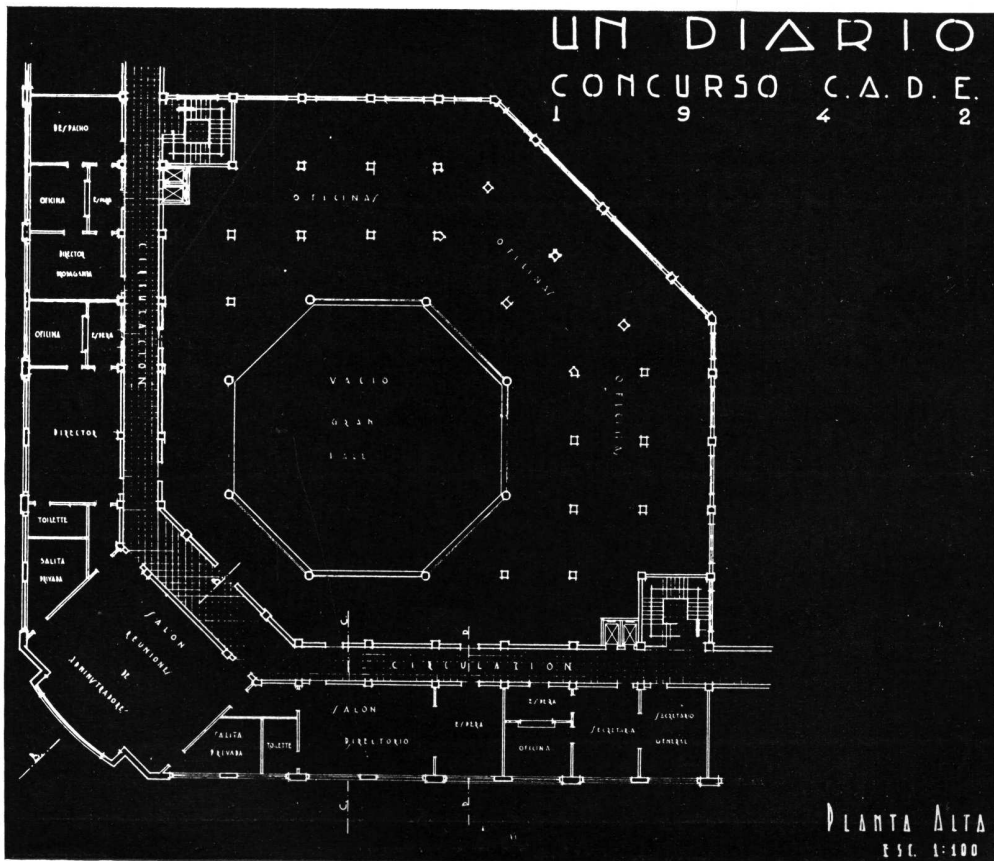 UN DIARIO
CONCURSO C.A.D.E.
1 9 4 2
DESPACHO
OFICINA
ESPERA
DIRECTOR
PROPAGANDA
OFICINA
ESPERA
DIRECTOR
TOILETTE
SALITA
PRIVADA
CIRCULACION
OFICINAS
OFICINAS
OFICINAS
VACIO
GRAN
HALL
SALON
REUNIONES
DE
ADMINISTRADORES
A
A
C
D
CIRCULACION
SALITA
PRIVADA
TOILETTE
SALON
DIRECTORIO
ESPERA
ESPERA
OFICINA
SECRETARIA
SECRETARIO
GENERAL
C
D
PLANTA ALTA
ESC. 1:100